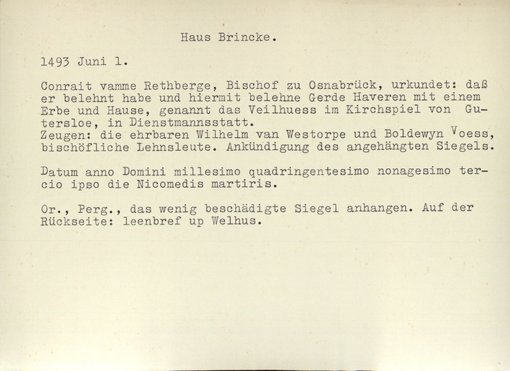 Haus Brincke.
1493 Juni 1.
Conrait vamme Rethberge, Bischof zu Osnabrück, urkundet: daß
er belehnt habe und hiermit belehne Gerde Haveren mit einem
Erbe und Hause, genannt das Veilhuess im Kirchspiel von Gu-
tersloe, in Dienstmannsstatt.
Zeugen: die ehrbaren Wilhelm van Westorpe und Boldewyn Voess,
bischöfliche Lehnsleute. Ankündigung des angehängten Siegels.
Datum anno Domini millesimo quadringentesimo nonagesimo ter-
cio ipso die Nicomedis martiris.
Or., Perg., das wenig beschädigte Siegel anhangen. Auf der
Rückseite: leenbref up Welhus.